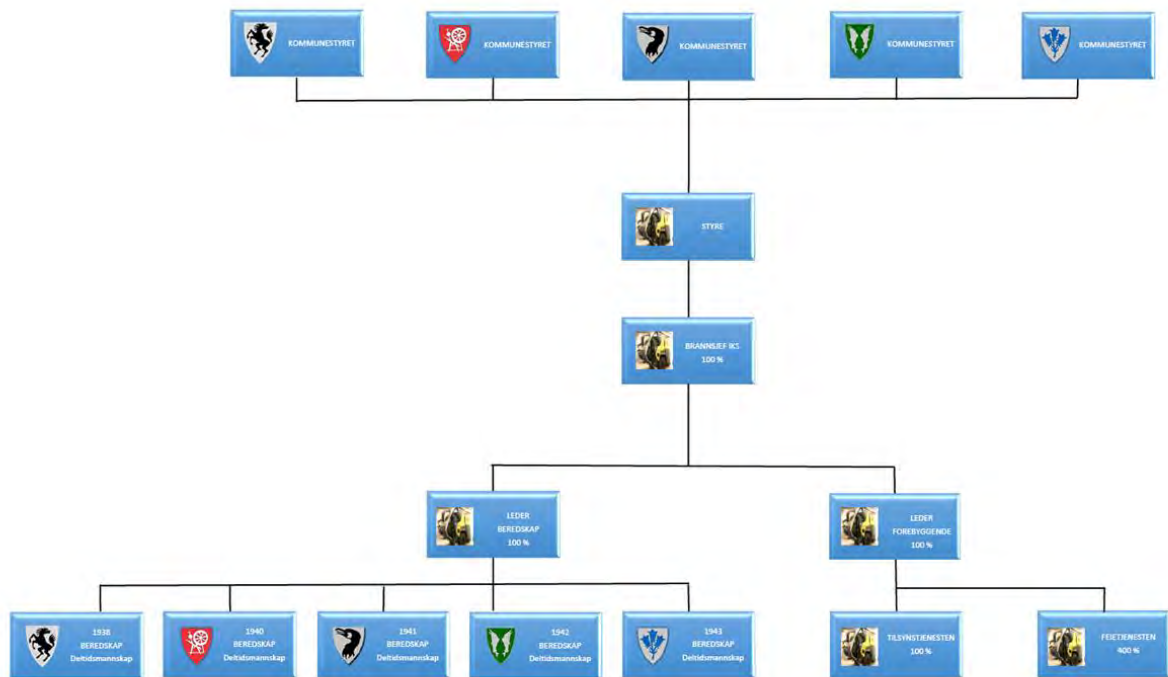 KOMMUNESTYRET
KOMMUNESTYRET
KOMMUNESTYRET
KOMMUNESTYRET
KOMMUNESTYRET
STYRE
BRANNSJEF IKS
100 %
LEDER
BEREDSKAP
100 %
LEDER
FOREBYGGENDE
100 %
1938
BEREDSKAP
Deltidsmannskap
1940
BEREDSKAP
Deltidsmannskap
1941
BEREDSKAP
Deltidsmannskap
1942
BEREDSKAP
Deltidsmannskap
1943
BEREDSKAP
Deltidsmannskap
TILSYNSTJENESTEN
100 %
FEIETJENESTEN
400 %